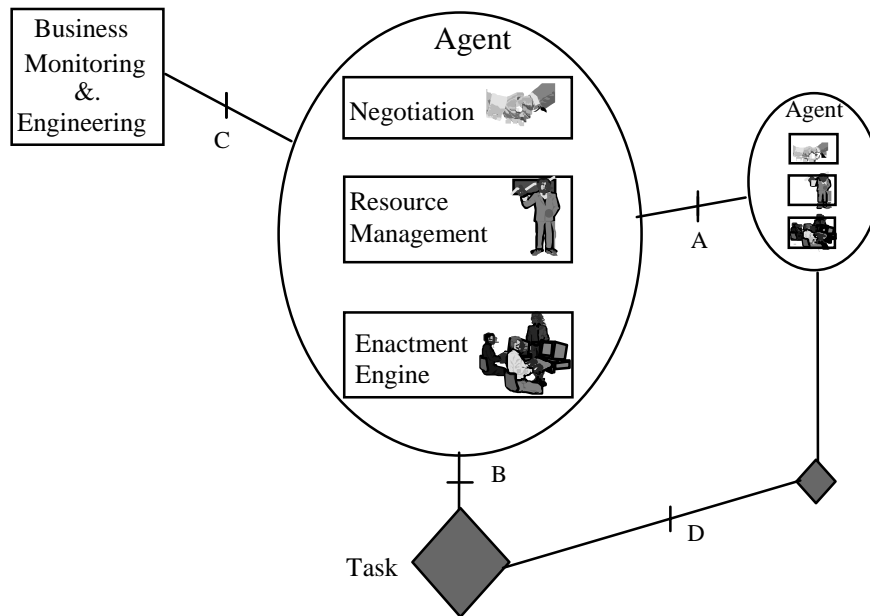 Business
Monitoring
&.
Engineering
C
Agent
Negotiation
Resource
Management
Enactment
Engine
A
Agent
B
Task
D